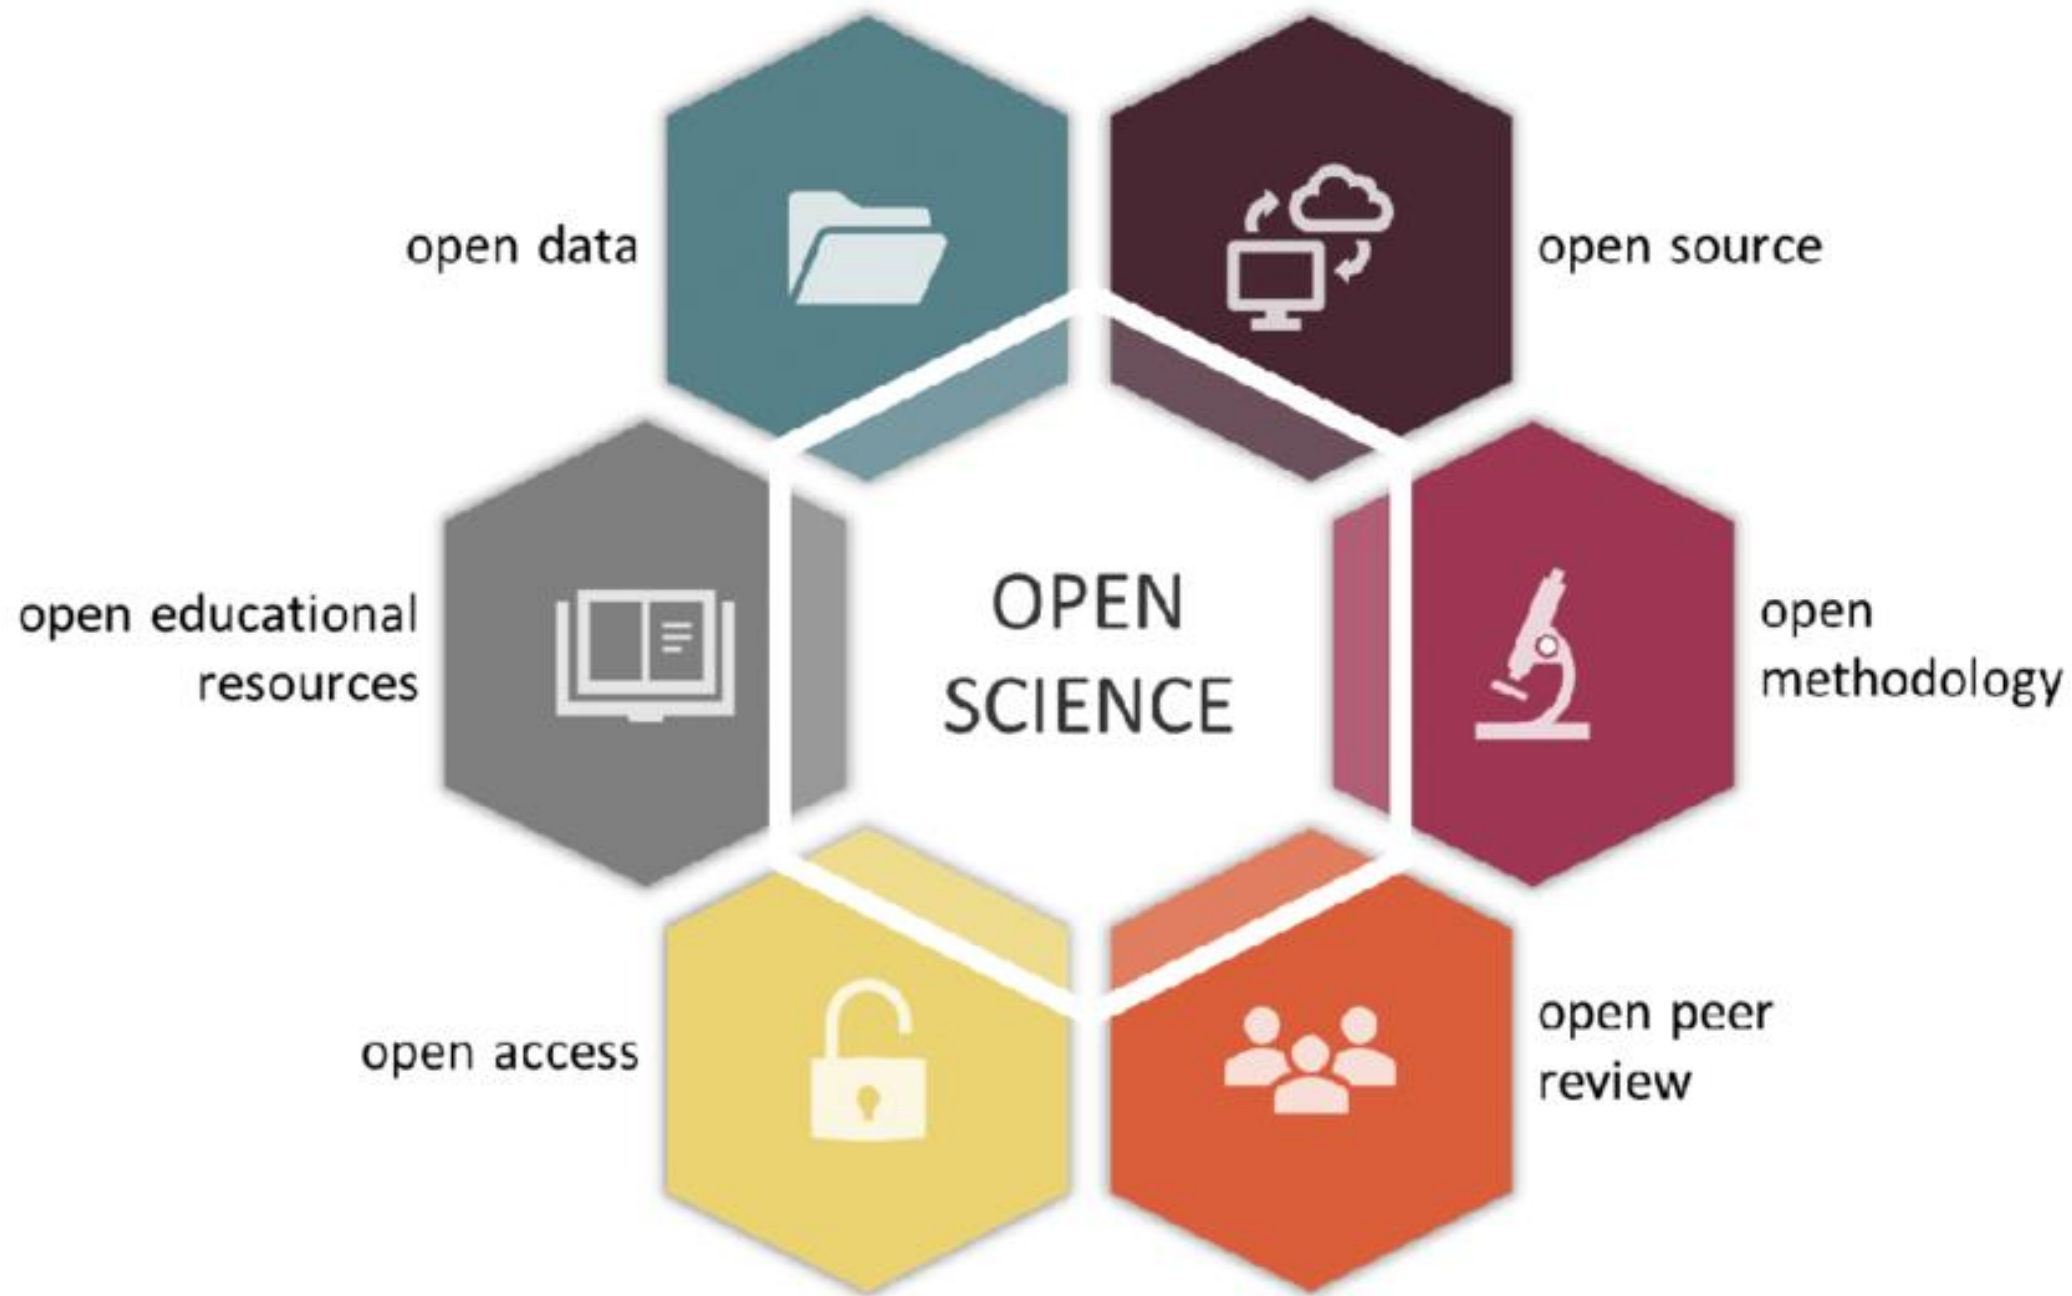 open data
open source
open educational
resources
OPEN
SCIENCE
open
methodology
open access
open peer
review